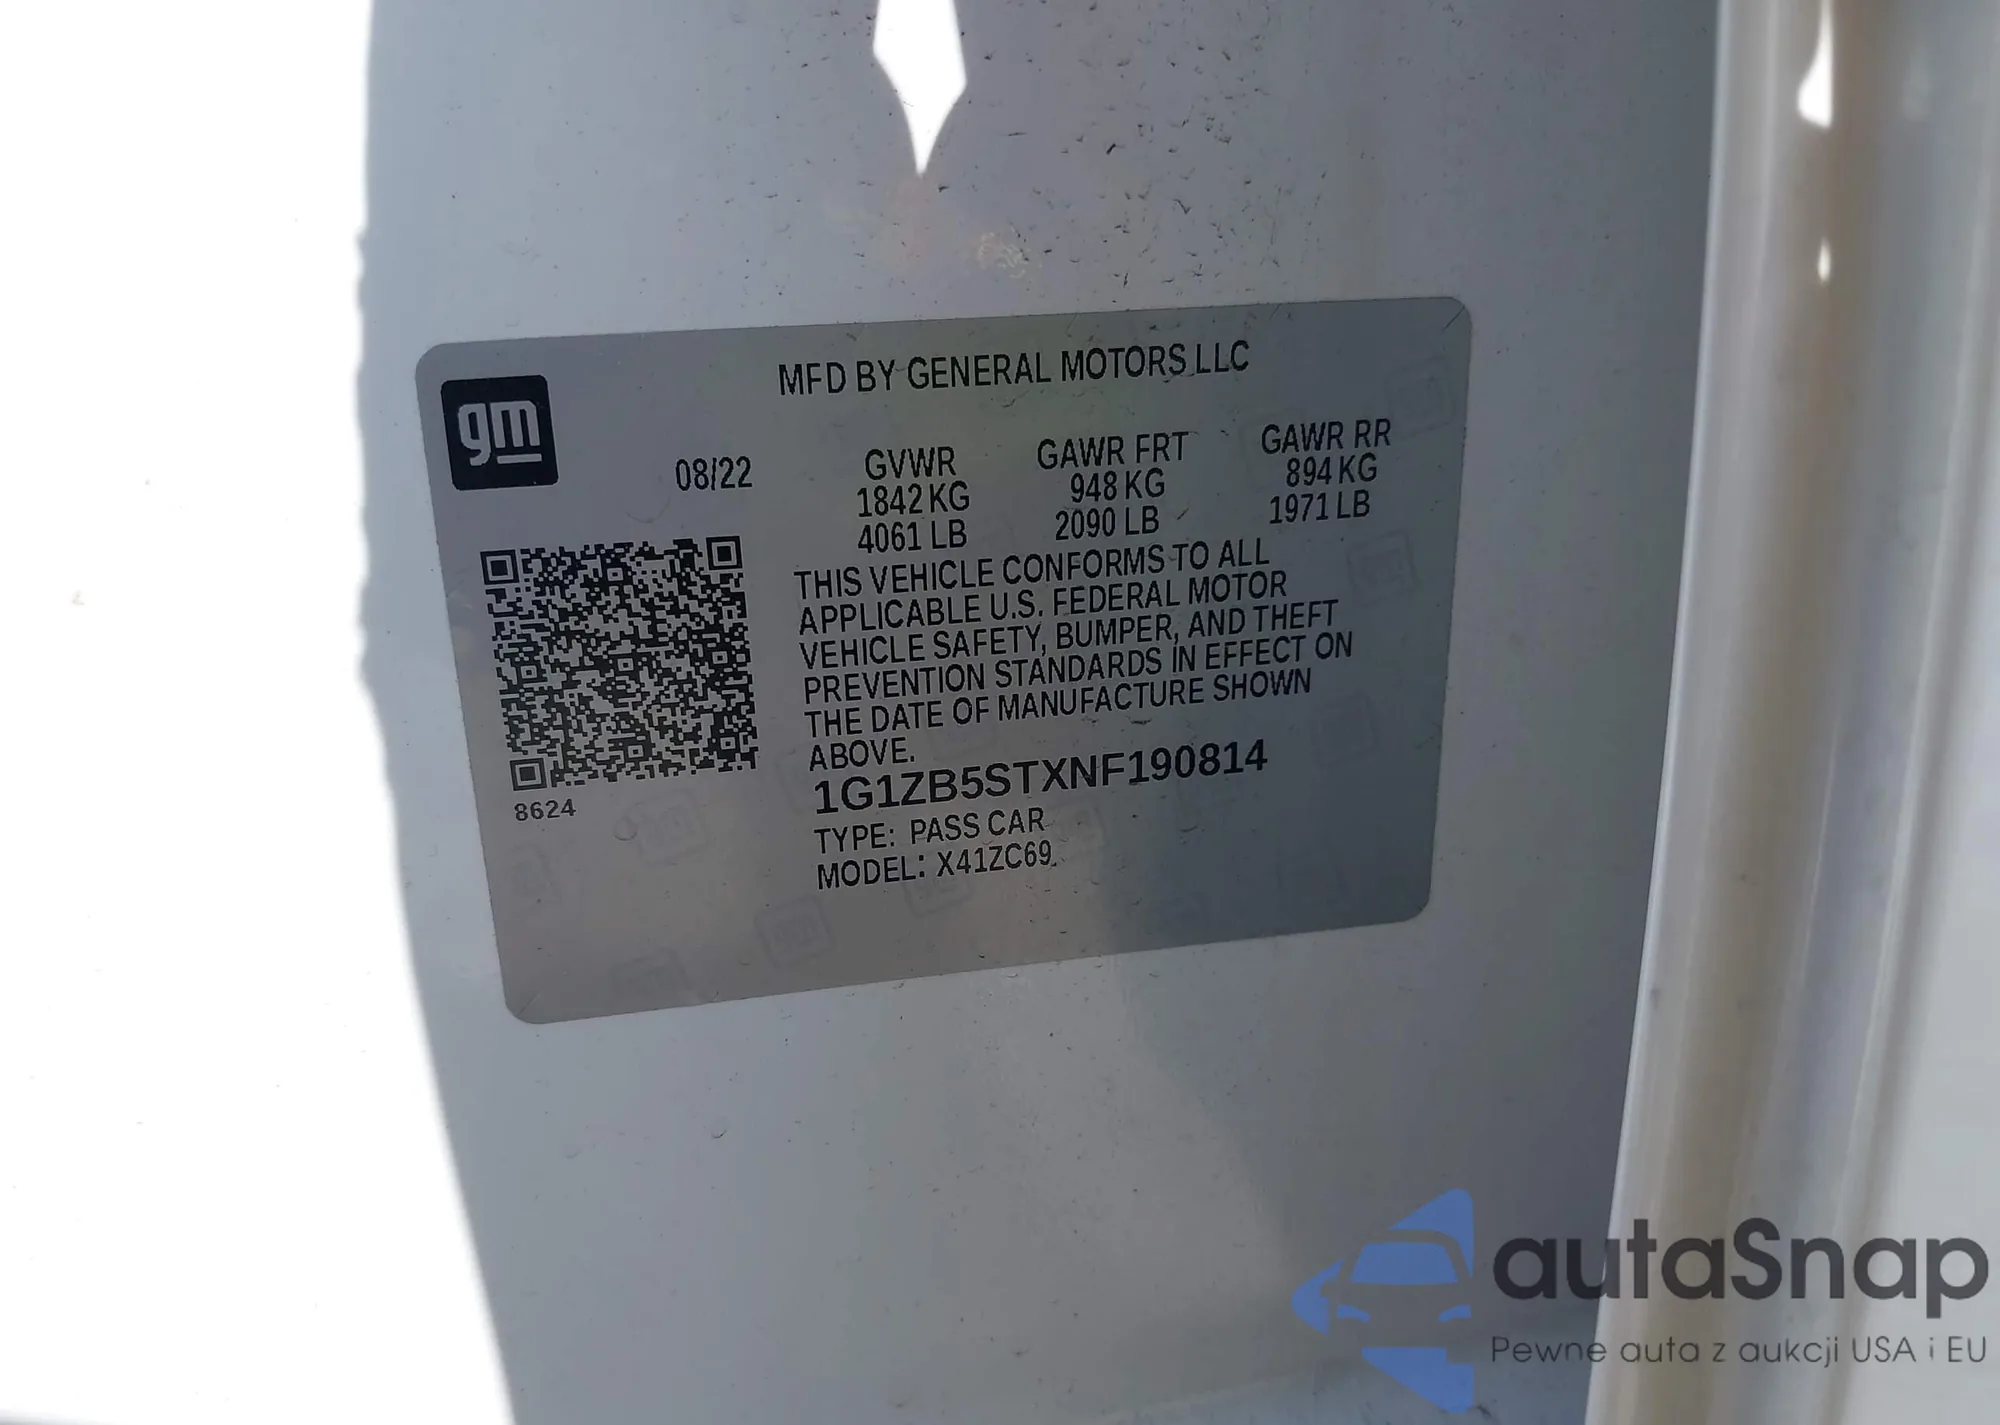 MFD BY GENERAL MOTORS LLC
gm
08/22
GVWR GAWR FRT GAWR RR
1842 KG 948 KG 894 KG
4061 LB 2090 LB 1971 LB
THIS VEHICLE CONFORMS TO ALL
APPLICABLE U.S. FEDERAL MOTOR
VEHICLE SAFETY, BUMPER, AND THEFT
PREVENTION STANDARDS IN EFFECT ON
THE DATE OF MANUFACTURE SHOWN
ABOVE.
1G1ZB5STXNF190814
8624
TYPE: PASS CAR
MODEL: X41ZC69
autaSnap
Pewne auta z aukcji USA i EU